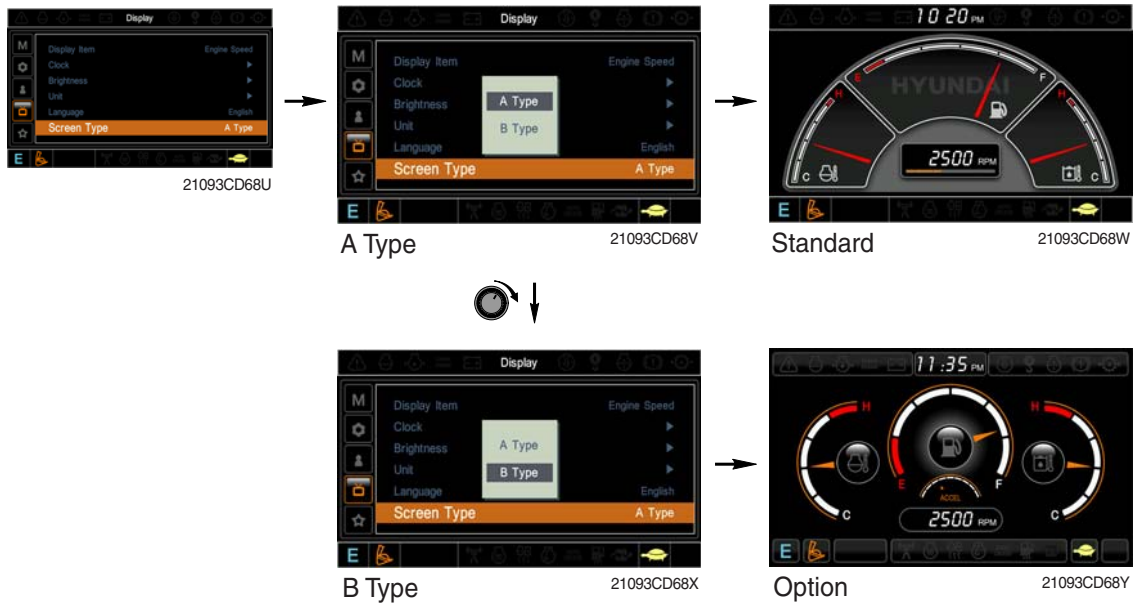 Display
M
Display Item Engine Speed
Clock
Brightness
Unit
Language English
Screen Type A Type
E
21093CD68U
Display
M
Display Item Engine Speed
Clock
Brightness
Unit
Language English
Screen Type A Type
A Type
B Type
E
A Type
21093CD68V
10 20 PM
E F
HYUNDAI
H H
2500 RPM
C C
E
Standard
21093CD68W
Display
M
Display Item Engine Speed
Clock
Brightness
Unit
Language English
Screen Type A Type
A Type
B Type
E
B Type
21093CD68X
11:35 PM
H H
E F
ACCEL
C C
2500 RPM
E
Option
21093CD68Y